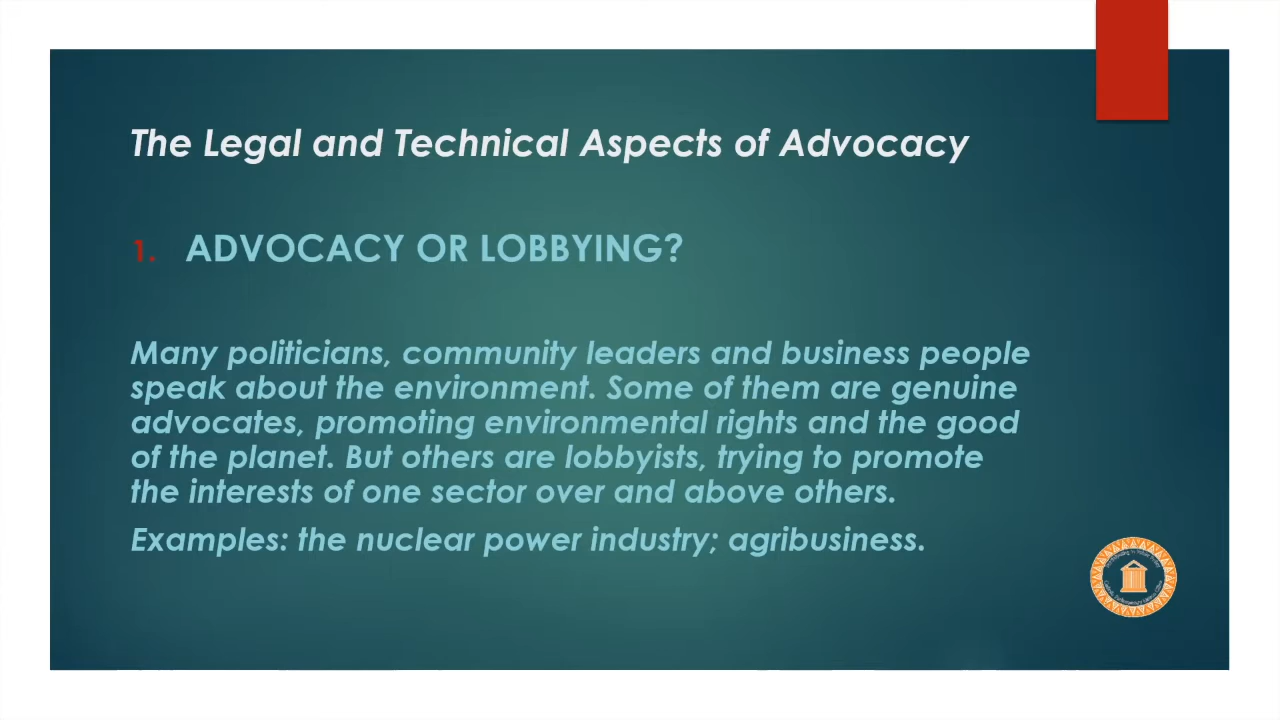 The Legal and Technical Aspects of Advocacy
1. ADVOCACY OR LOBBYING?
Many politicians, community leaders and business people
speak about the environment. Some of them are genuine
advocates, promoting environmental rights and the good
of the planet. But others are lobbyists, trying to promote
the interests of one sector over and above others.
Examples: the nuclear power industry; agribusiness.